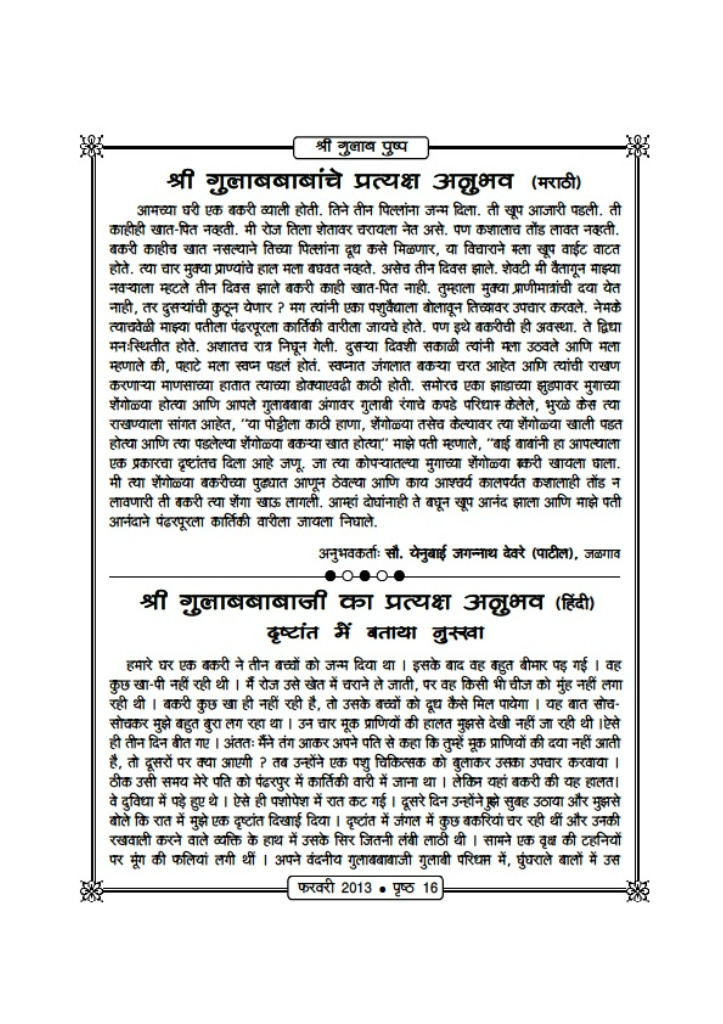 श्री गुलाब पुष्प
श्री गुलाबबाबांचे प्रत्यक्ष अनुभव (मराठी)
आमच्या घरी एक बकरी व्याली होती. तिने तीन पिल्लांना जन्म दिला. ती खूप आजारी पडली. ती
काहीही खात-पित नव्हती. मी रोज तिला शेतावर चरायला नेत असे. पण कशालाच तोंड लावत नव्हती.
बकरी काहीच खात नसल्याने तिच्या पिल्लांना दूध कसे मिळणार, या विचाराने मला खूप वाईट वाटत
होते. त्या चार मुक्या प्राण्यांचे हाल मला बघवत नव्हते. असेच तीन दिवस झाले. शेवटी मी वैतागून माझ्या
नवऱ्याला म्हटले तीन दिवस झाले बकरी काही खात-पित नाही. तुम्हाला मुक्या प्राणीमात्रांची दया येत
नाही, तर दुसऱ्यांची कुठून येणार ? मग त्यांनी एका पशुवैद्याला बोलावून तिच्यावर उपचार करवले. नेमके
त्याचवेळी माझ्या पतीला पंढरपूरला कार्तिकी वारीला जायचे होते. पण इथे बकरीची ही अवस्था. ते द्विधा
मनःस्थितीत होते. अशातच रात्र निघून गेली. दुसऱ्या दिवशी सकाळी त्यांनी मला उठवले आणि मला
म्हणाले की, पहाटे मला स्वप्न पडलं होतं. स्वप्नात जंगलात बकऱ्या चरत आहेत आणि त्यांची राखण
करणाऱ्या माणसाच्या हातात त्याच्या डोक्याएवढी काठी होती. समोरच एका झाडाच्या झुडपावर मुगाच्या
शेंगोळ्या होत्या आणि आपले गुलाबबाबा अंगावर गुलाबी रंगाचे कपडे परिधान केलेले, भुरळे केस त्या
राखण्याला सांगत आहेत, "या पोट्टीला काठी हाणा, शेंगोळ्या तसेच केल्यावर त्या शेंगोळ्या खाली पडत
होत्या आणि त्या पडलेल्या शेंगोळ्या बकऱ्या खात होत्या." माझे पती म्हणाले, "बाई बाबांनी हा आपल्याला
एक प्रकारचा दृष्टांतच दिला आहे जणू. जा त्या कोपऱ्यातल्या मुगाच्या शेंगोळ्या बकरी खायला घाला.
मी त्या शेंगोळ्या बकरीच्या पुढ्यात आणून ठेवल्या आणि काय आश्चर्य कालपर्यंत कशालाही तोंड न
लावणारी ती बकरी त्या शेंगा खाऊ लागली. आम्हां दोघांनाही ते बघून खूप आनंद झाला आणि माझे पती
आनंदाने पंढरपूरला कार्तिकी वारीला जायला निघाले.
अनुभवकर्ताः सौ. येनुबाई जगन्नाथ देवरे (पाटील), जळगाव
श्री गुलाबबाबाजी का प्रत्यक्ष अनुभव (हिंदी)
दृष्टांत में बताया नुस्खा
हमारे घर एक बकरी ने तीन बच्चों को जन्म दिया था । इसके बाद वह बहुत बीमार पड़ गई । वह
कुछ खा-पी नहीं रही थी । मैं रोज उसे खेत में चराने ले जाती, पर वह किसी भी चीज को मुंह नहीं लगा
रही थी । बकरी कुछ खा ही नहीं रही है, तो उसके बच्चों को दूध कैसे मिल पायेगा । यह बात सोच-
सोचकर मुझे बहुत बुरा लग रहा था । उन चार मूक प्राणियों की हालत मुझसे देखी नहीं जा रही थी ।ऐसे
ही तीन दिन बीत गए । अंततः मैंने तंग आकर अपने पति से कहा कि तुम्हें मूक प्राणियों की दया नहीं आती
है, तो दूसरों पर क्या आएगी ? तब उन्होंने एक पशु चिकित्सक को बुलाकर उसका उपचार करवाया ।
ठीक उसी समय मेरे पति को पंढरपुर में कार्तिकी वारी में जाना था । लेकिन यहां बकरी की यह हालत।
वे दुविधा में पड़े हुए थे । ऐसे ही पशोपेश में रात कट गई । दूसरे दिन उन्होंने मुझे सुबह उठाया और मुझसे
बोले कि रात में मुझे एक दृष्टांत दिखाई दिया । दृष्टांत में जंगल में कुछ बकरियां चर रही थीं और उनकी
रखवाली करने वाले व्यक्ति के हाथ में उसके सिर जितनी लंबी लाठी थी । सामने एक वृक्ष की टहनियों
पर मूंग की फलियां लगी थीं । अपने वंदनीय गुलाबबाबाजी गुलाबी परिधान में, घुंघराले बालों में उस
फरवरी 2013 ● पृष्ठ 16